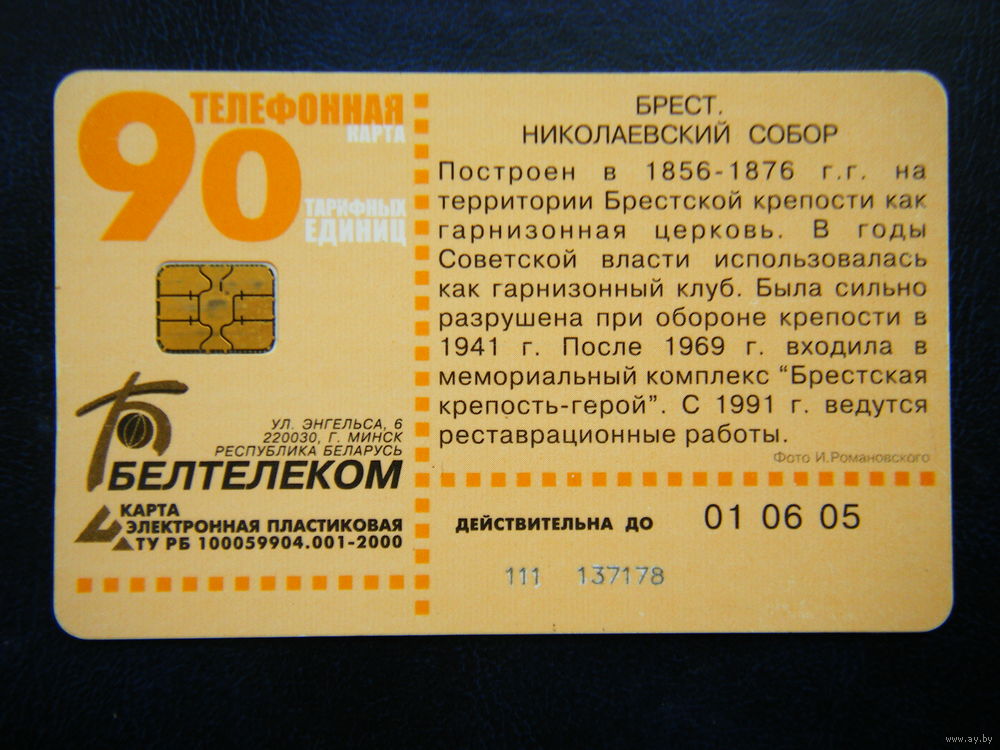 90
ТЕЛЕФОННАЯ
КАРТА
ТАРИФНЫХ
ЕДИНИЦ
УЛ. ЭНГЕЛЬСА, 6
220030, Г. МИНСК
РЕСПУБЛИКА БЕЛАРУСЬ
БЕЛТЕЛЕКОМ
КАРТА
ЭЛЕКТРОННАЯ ПЛАСТИКОВАЯ
ТУ РБ 100059904.001-2000
БРЕСТ.
НИКОЛАЕВСКИЙ СОБОР
Построен в 1856-1876 г.г. на
территории Брестской крепости как
гарнизонная церковь. В годы
Советской власти использовалась
как гарнизонный клуб. Была сильно
разрушена при обороне крепости в
1941 г. После 1969 г. входила в
мемориальный комплекс "Брестская
крепость-герой". С 1991 г. ведутся
реставрационные работы.
Фото И.Романовского
ДЕЙСТВИТЕЛЬНА ДО 01 06 05
111 137178
www.ay.by